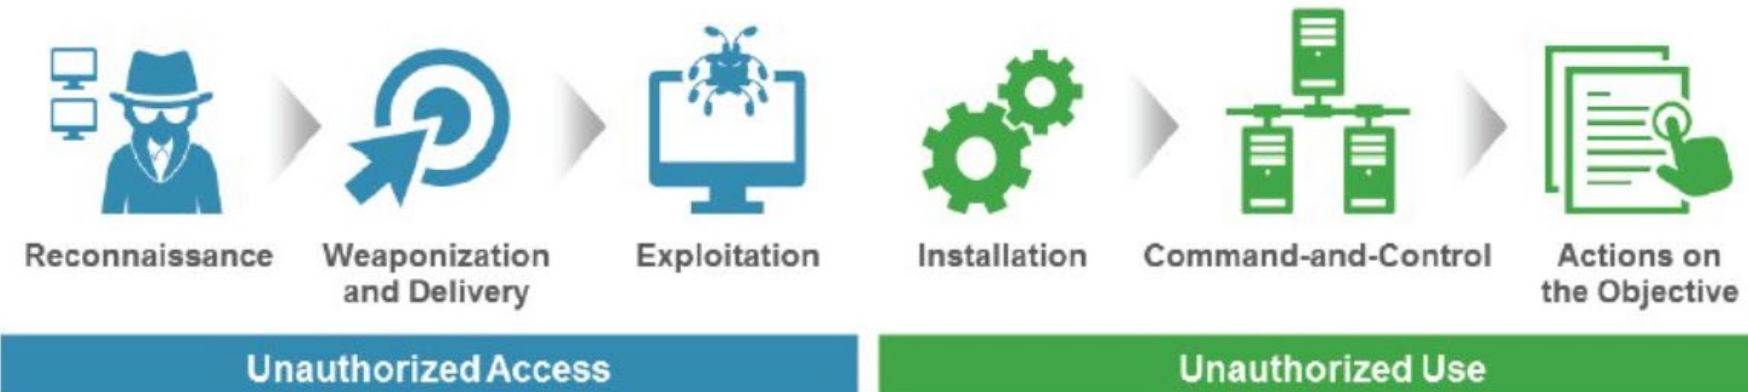 Reconnaissance
Weaponization
and Delivery
Exploitation
Installation
Command-and-Control
Actions on
the Objective
Unauthorized Access
Unauthorized Use